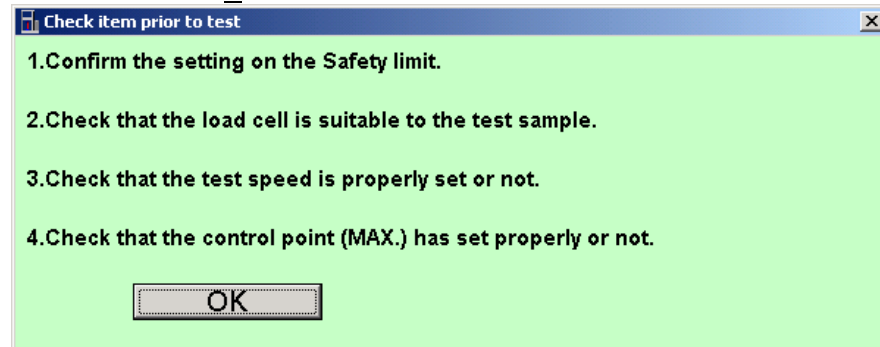 Check item prior to test
1.Confirm the setting on the Safety limit.
2.Check that the load cell is suitable to the test sample.
3.Check that the test speed is properly set or not.
4.Check that the control point (MAX.) has set properly or not.
OK